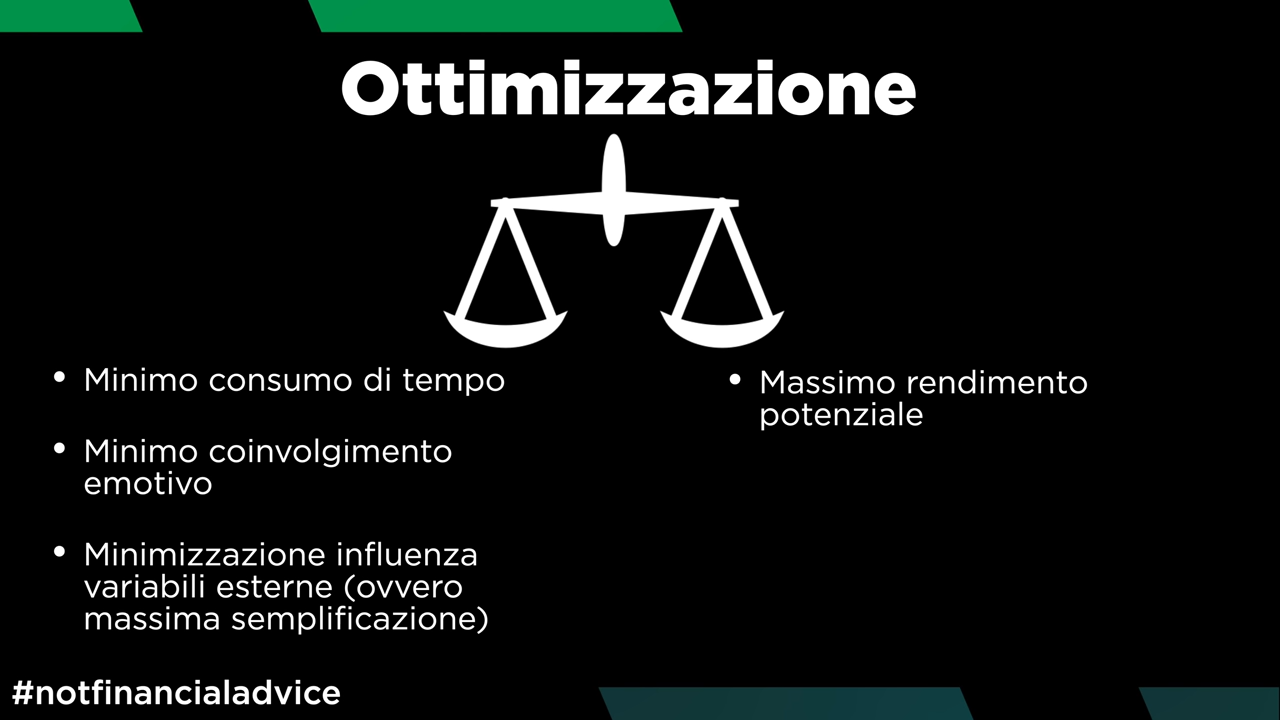 Ottimizzazione
• Minimo consumo di tempo
• Minimo coinvolgimento
emotivo
• Minimizzazione influenza
variabili esterne (ovvero
massima semplificazione)
• Massimo rendimento
potenziale
#notfinancialadvice